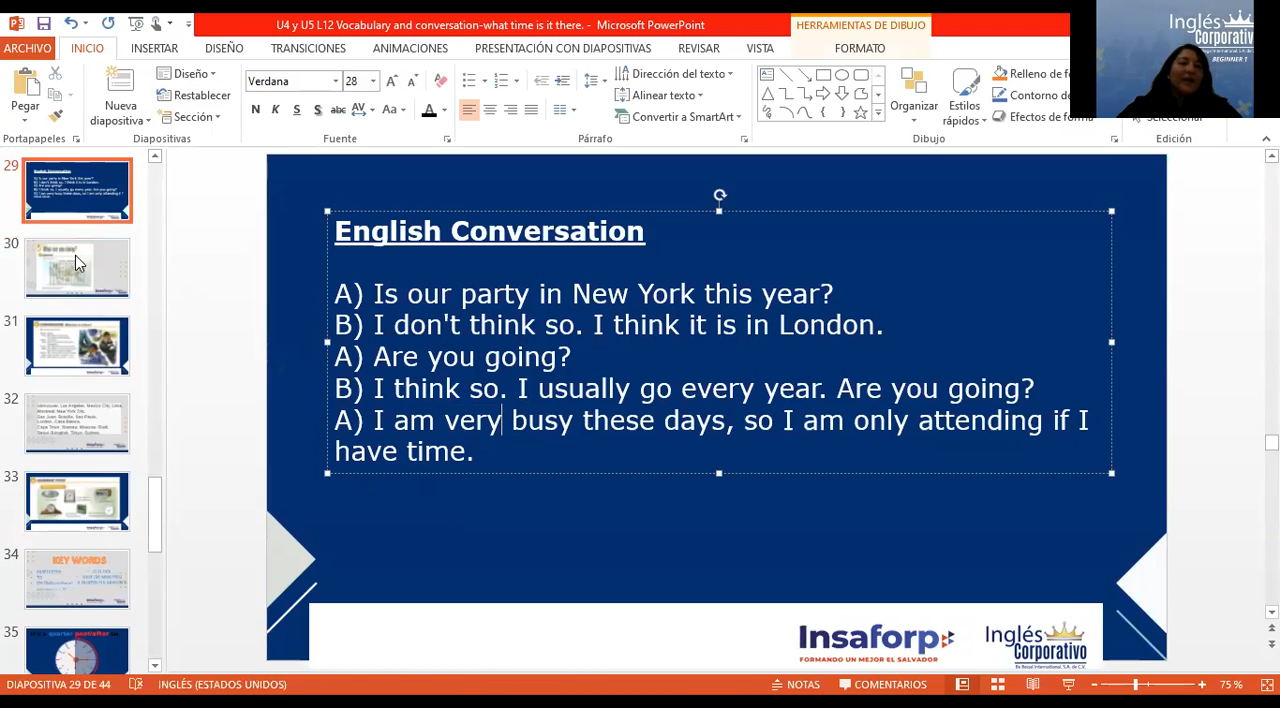 U4 y U5 L12 Vocabulary and conversation-what time is it there. - Microsoft PowerPoint
HERRAMIENTAS DE DIBUJO
ARCHIVO INICIO INSERTAR DISEÑO TRANSICIONES ANIMACIONES PRESENTACIÓN CON DIAPOSITIVAS REVISAR VISTA FORMATO
Inglés
Corporativo
BEGINNER 1
Pegar
Nueva
diapositiva
Diseño
Restablecer
Sección
Verdana 28
N K S S abc AV Aa A
Dirección del texto
Alinear texto
Convertir a SmartArt
Organizar
Estilos
rápidos
Relleno de f
Contorno de
Efectos de forma
Seleccionar
Portapapeles Diapositivas Fuente Párrafo Dibujo Edición
29
30
31
32
33
34
KEY WORDS
35
English Conversation
A) Is our party in New York this year?
B) I don't think so. I think it is in London.
A) Are you going?
B) I think so. I usually go every year. Are you going?
A) I am very busy these days, so I am only attending if I
have time.
Insaforp
FORMANDO UN MEJOR EL SALVADOR
Inglés
Corporativo
DIAPOSITIVA 29 DE 44 INGLÉS (ESTADOS UNIDOS) NOTAS COMENTARIOS 75 %